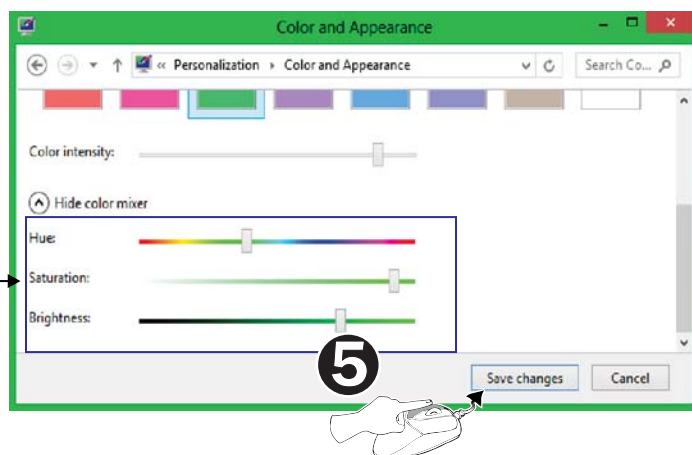 Color and Appearance
« Personalization › Color and Appearance
Search Co...
Color intensity:
Hide color mixer
Hue:
Saturation:
Brightness:
5
Save changes
Cancel